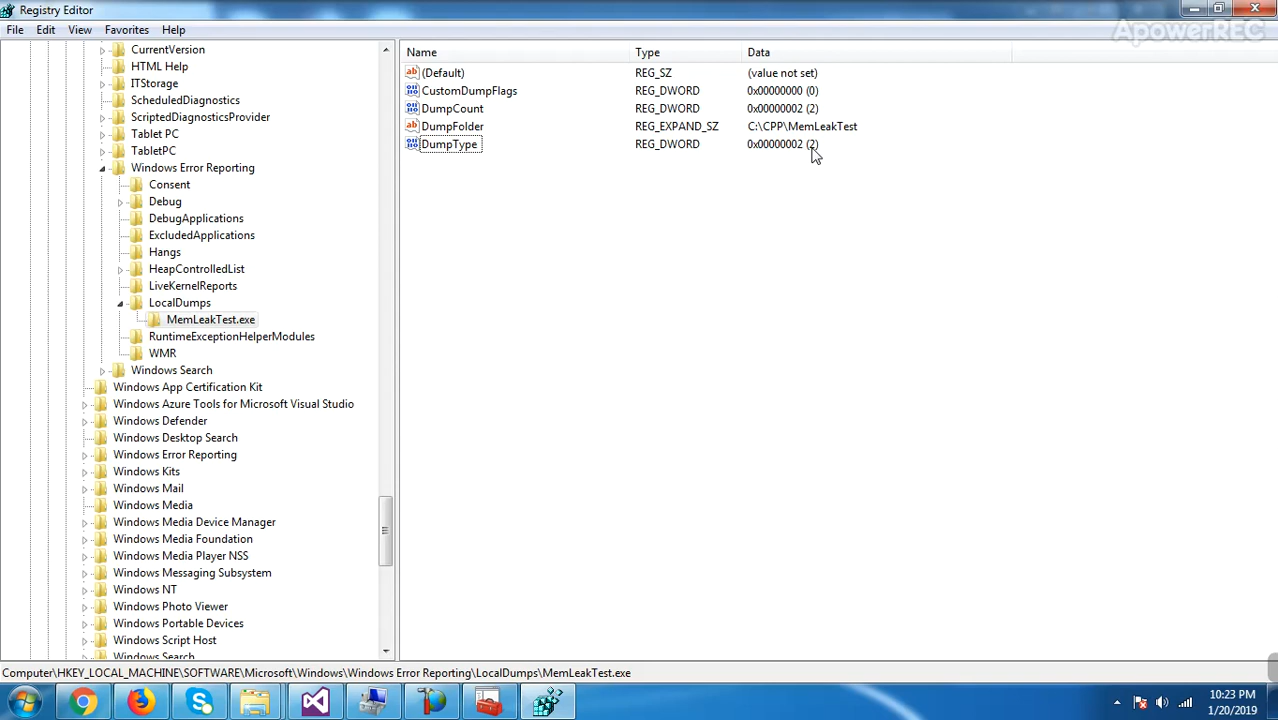 Registry Editor
ApowerREC
File Edit View Favorites Help
CurrentVersion
HTML Help
ITStorage
ScheduledDiagnostics
ScriptedDiagnosticsProvider
Tablet PC
TabletPC
Windows Error Reporting
Consent
Debug
DebugApplications
ExcludedApplications
Hangs
HeapControlledList
LiveKernelReports
LocalDumps
MemLeakTest.exe
RuntimeExceptionHelperModules
WMR
Windows Search
Windows App Certification Kit
Windows Azure Tools for Microsoft Visual Studio
Windows Defender
Windows Desktop Search
Windows Error Reporting
Windows Kits
Windows Mail
Windows Media
Windows Media Device Manager
Windows Media Foundation
Windows Media Player NSS
Windows Messaging Subsystem
Windows NT
Windows Photo Viewer
Windows Portable Devices
Windows Script Host
Windows Search
Name Type Data
(Default) REG_SZ (value not set)
CustomDumpFlags REG_DWORD 0x00000000 (0)
DumpCount REG_DWORD 0x00000002 (2)
DumpFolder REG_EXPAND_SZ C:\CPP\MemLeakTest
DumpType REG_DWORD 0x00000002 (2)
Computer\HKEY_LOCAL_MACHINE\SOFTWARE\Microsoft\Windows\Windows Error Reporting\LocalDumps\MemLeakTest.exe
10:23 PM
1/20/2019